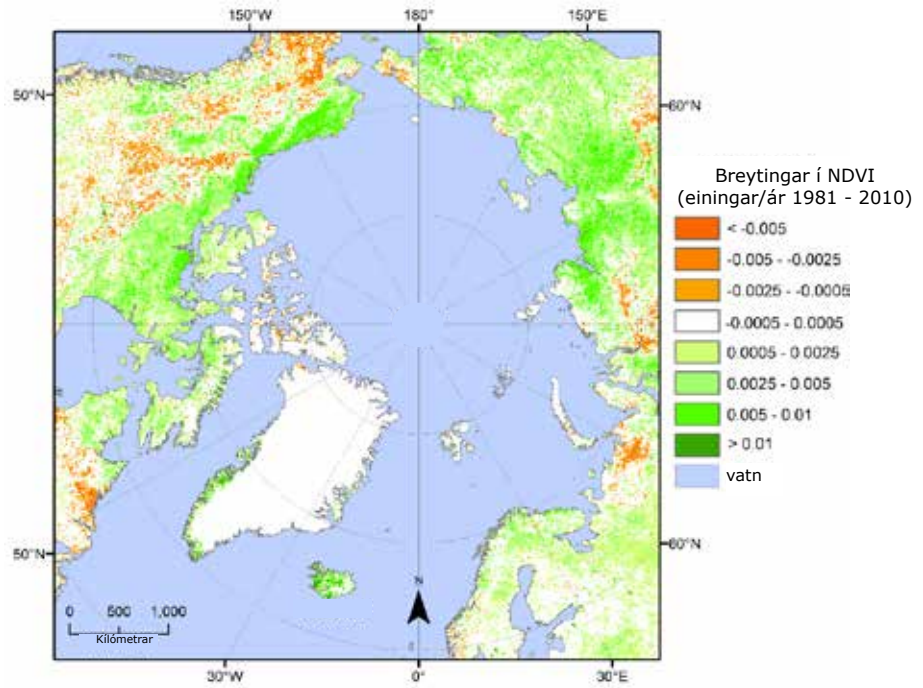 150°W
180°
150°E
50°N
60°N
Breytingar í NDVI
(einingar/ár 1981 - 2010)
< -0.005
-0.005 - -0.0025
-0.0025 - -0.0005
-0.0005 - 0.0005
0.0005 - 0.0025
0.0025 - 0.005
0.005 - 0.01
> 0.01
vatn
50°N
60°N
N
0 500 1,000
Kílómetrar
30°W
0°
30°E